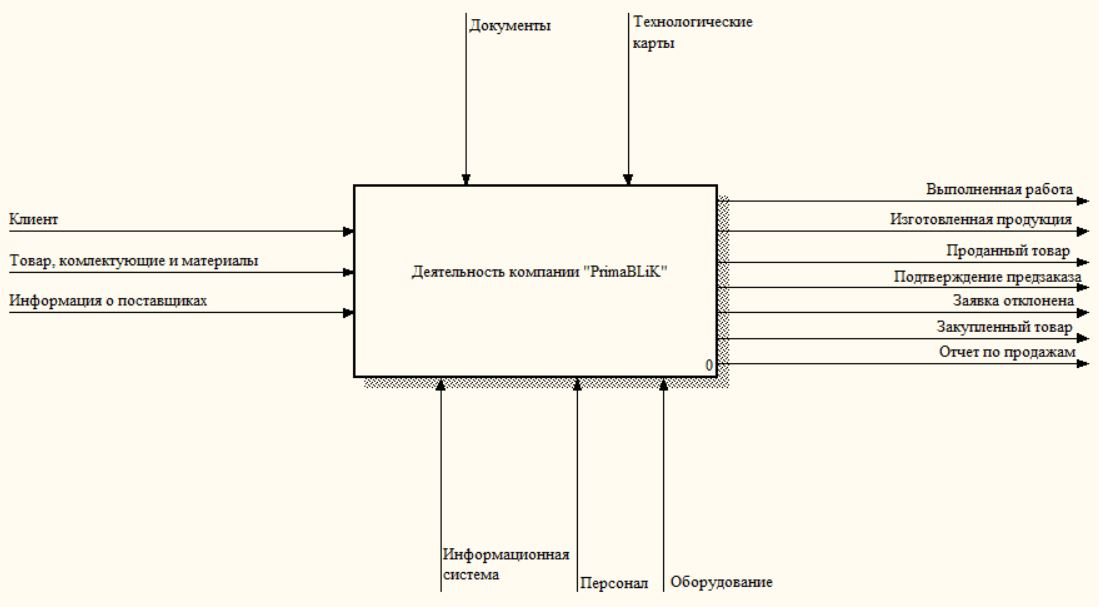 Документы
Технологические
карты
Выполненная работа
Клиент
Изготовленная продукция
Проданный товар
Товар, комлектующие и материалы
Деятельность компании "PrimaBLiK"
Подтверждение предзаказа
Информация о поставщиках
Заявка отклонена
Закупленный товар
Отчет по продажам
0
Информационная
система
Персонал
Оборудование